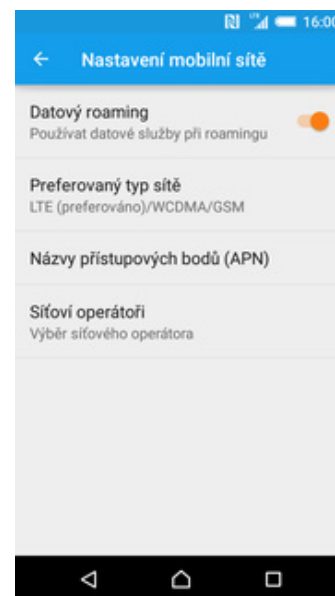 LTE 16:00
Nastavení mobilní sítě
Datový roaming
Používat datové služby při roamingu
Preferovaný typ sítě
LTE (preferováno)/WCDMA/GSM
Názvy přístupových bodů (APN)
Síťoví operátoři
Výběr síťového operátora